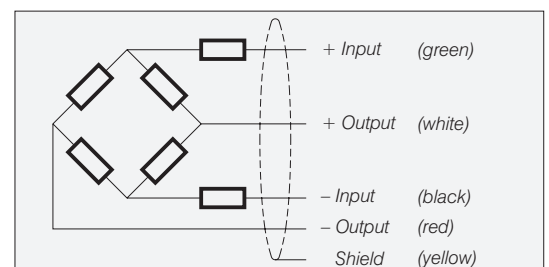 + Input (green)
+ Output (white)
– Input (black)
– Output (red)
Shield (yellow)